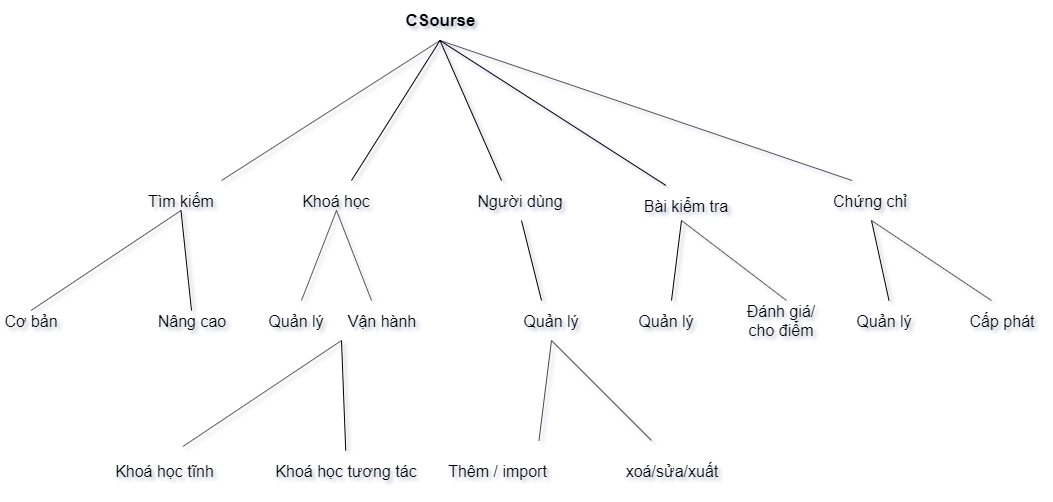 CSourse
Tìm kiếm
Khoá học
Người dùng
Bài kiểm tra
Chứng chỉ
Cơ bản
Nâng cao
Quản lý
Vận hành
Quản lý
Quản lý
Đánh giá/
cho điểm
Quản lý
Cấp phát
Khoá học tĩnh
Khoá học tương tác
Thêm / import
xoá/sửa/xuất